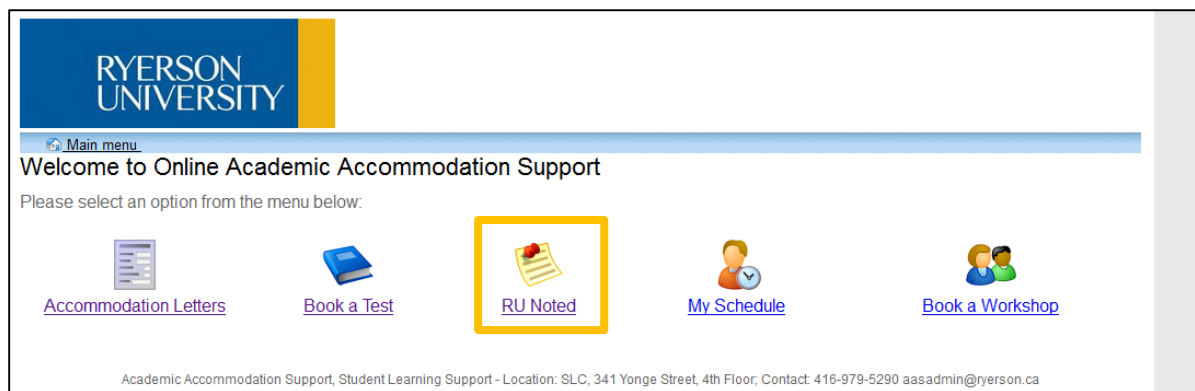 RYERSON
UNIVERSITY
Main menu
Welcome to Online Academic Accommodation Support
Please select an option from the menu below:
Accommodation Letters Book a Test RU Noted My Schedule Book a Workshop
Academic Accommodation Support, Student Learning Support - Location: SLC, 341 Yonge Street, 4th Floor; Contact: 416-979-5290 aasadmin@ryerson.ca